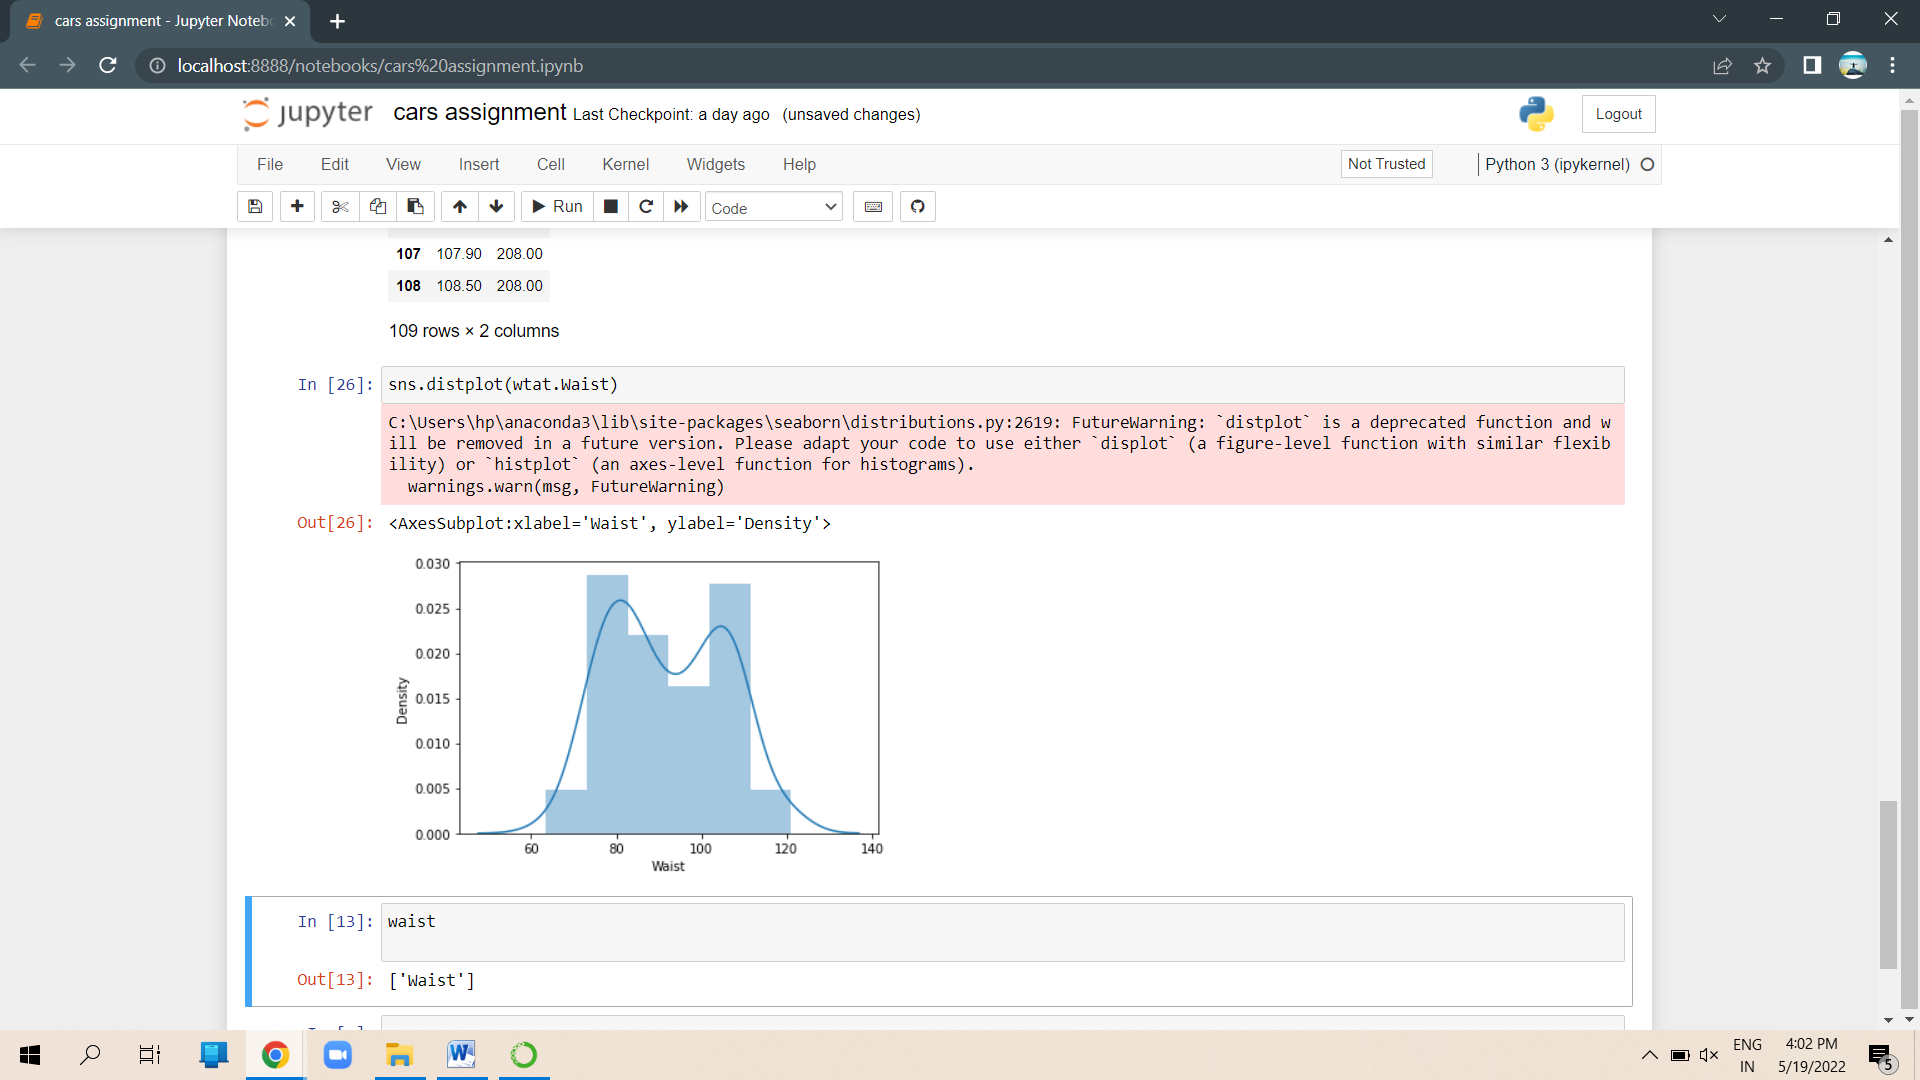 cars assignment - Jupyter Noteb
localhost:8888/notebooks/cars%20assignment.ipynb
jupyter cars assignment Last Checkpoint: a day ago (unsaved changes)
Logout
File Edit View Insert Cell Kernel Widgets Help
Not Trusted
Python 3 (ipykernel)
Run
Code
107 107.90 208.00
108 108.50 208.00
109 rows × 2 columns
In [26]: sns.distplot(wtat.Waist)
C:\Users\hp\anaconda3\lib\site-packages\seaborn\distributions.py:2619: FutureWarning: `distplot` is a deprecated function and w
ill be removed in a future version. Please adapt your code to use either `displot` (a figure-level function with similar flexib
ility) or `histplot` (an axes-level function for histograms).
warnings.warn(msg, FutureWarning)
Out[26]: <AxesSubplot:xlabel='Waist', ylabel='Density'>
0.030
0.025
0.020
0.015
0.010
0.005
0.000
Density
60 80 100 120 140
Waist
In [13]: waist
Out[13]: ['Waist']
ENG
IN
4:02 PM
5/19/2022
5